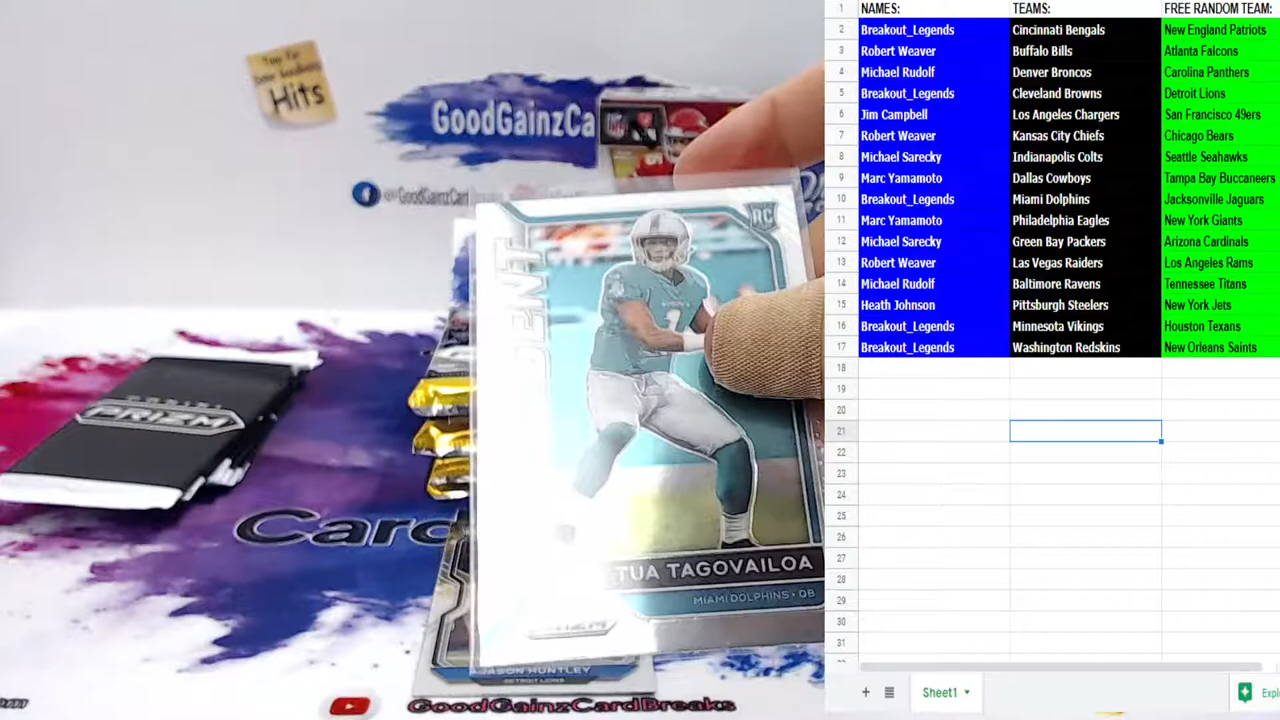 Hits
GoodGainzCa
@GoodGainzCard
RC
TUA TAGOVAILOA
MIAMI DOLPHINS • QB
PRIZM
PRIZM
Card
JASON HUNTLEY
DETROIT LIONS
GoodGainzCardBreaks
1 NAMES: TEAMS: FREE RANDOM TEAM:
2 Breakout_Legends Cincinnati Bengals New England Patriots
3 Robert Weaver Buffalo Bills Atlanta Falcons
4 Michael Rudolf Denver Broncos Carolina Panthers
5 Breakout_Legends Cleveland Browns Detroit Lions
6 Jim Campbell Los Angeles Chargers San Francisco 49ers
7 Robert Weaver Kansas City Chiefs Chicago Bears
8 Michael Sarecky Indianapolis Colts Seattle Seahawks
9 Marc Yamamoto Dallas Cowboys Tampa Bay Buccaneers
10 Breakout_Legends Miami Dolphins Jacksonville Jaguars
11 Marc Yamamoto Philadelphia Eagles New York Giants
12 Michael Sarecky Green Bay Packers Arizona Cardinals
13 Robert Weaver Las Vegas Raiders Los Angeles Rams
14 Michael Rudolf Baltimore Ravens Tennessee Titans
15 Heath Johnson Pittsburgh Steelers New York Jets
16 Breakout_Legends Minnesota Vikings Houston Texans
17 Breakout_Legends Washington Redskins New Orleans Saints
18
19
20
21
22
23
24
25
26
27
28
29
30
31
Sheet1
Expl